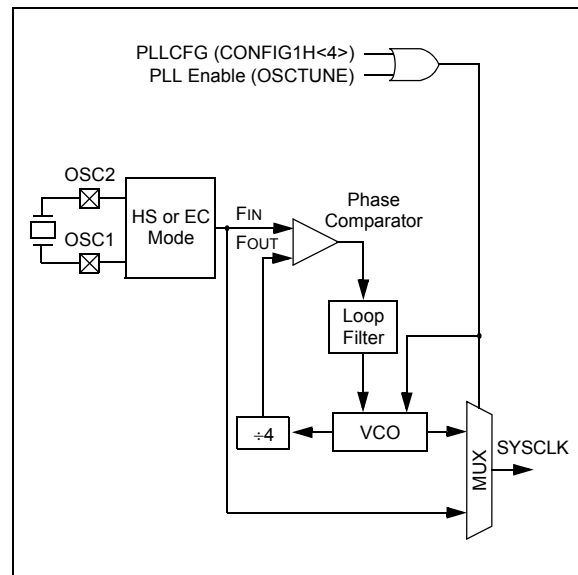 PLLCFG (CONFIG1H<4>)
PLL Enable (OSCTUNE)
OSC2
OSC1
HS or EC
Mode
FIN
FOUT
Phase
Comparator
Loop
Filter
÷4
VCO
MUX
SYSCLK